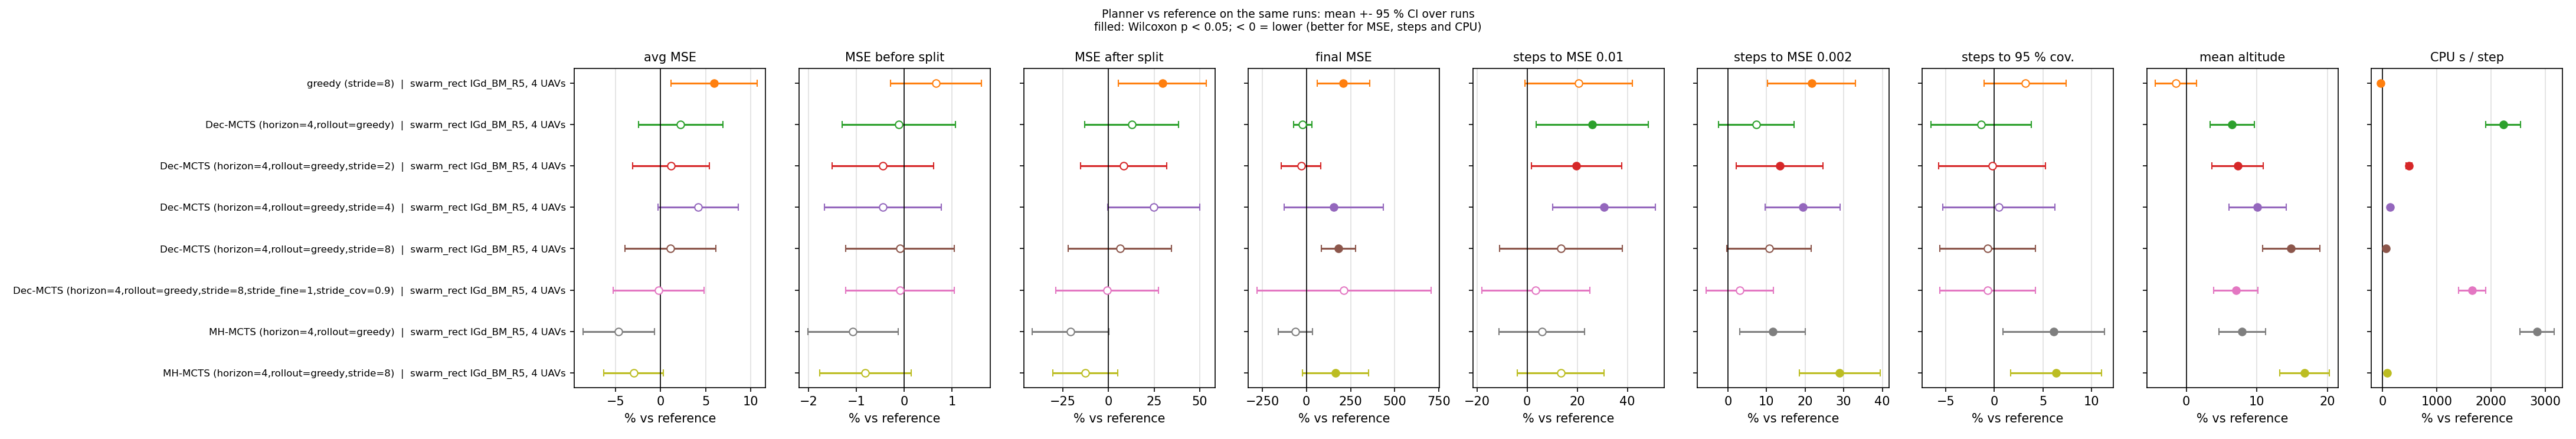 Planner vs reference on the same runs: mean +- 95 % CI over runs
filled: Wilcoxon p < 0.05; < 0 = lower (better for MSE, steps and CPU)
avg MSE
MSE before split
MSE after split
final MSE
steps to MSE 0.01
steps to MSE 0.002
steps to 95 % cov.
mean altitude
CPU s / step
greedy (stride=8) | swarm_rect IGd_BM_R5, 4 UAVs
Dec-MCTS (horizon=4,rollout=greedy) | swarm_rect IGd_BM_R5, 4 UAVs
Dec-MCTS (horizon=4,rollout=greedy,stride=2) | swarm_rect IGd_BM_R5, 4 UAVs
Dec-MCTS (horizon=4,rollout=greedy,stride=4) | swarm_rect IGd_BM_R5, 4 UAVs
Dec-MCTS (horizon=4,rollout=greedy,stride=8) | swarm_rect IGd_BM_R5, 4 UAVs
Dec-MCTS (horizon=4,rollout=greedy,stride=8,stride_fine=1,stride_cov=0.9) | swarm_rect IGd_BM_R5, 4 UAVs
MH-MCTS (horizon=4,rollout=greedy) | swarm_rect IGd_BM_R5, 4 UAVs
MH-MCTS (horizon=4,rollout=greedy,stride=8) | swarm_rect IGd_BM_R5, 4 UAVs
−5 0 5 10
% vs reference
−2 −1 0 1
% vs reference
−25 0 25 50
% vs reference
−250 0 250 500 750
% vs reference
−20 0 20 40
% vs reference
0 20 40
% vs reference
−5 0 5 10
% vs reference
0 10 20
% vs reference
0 1000 2000 3000
% vs reference